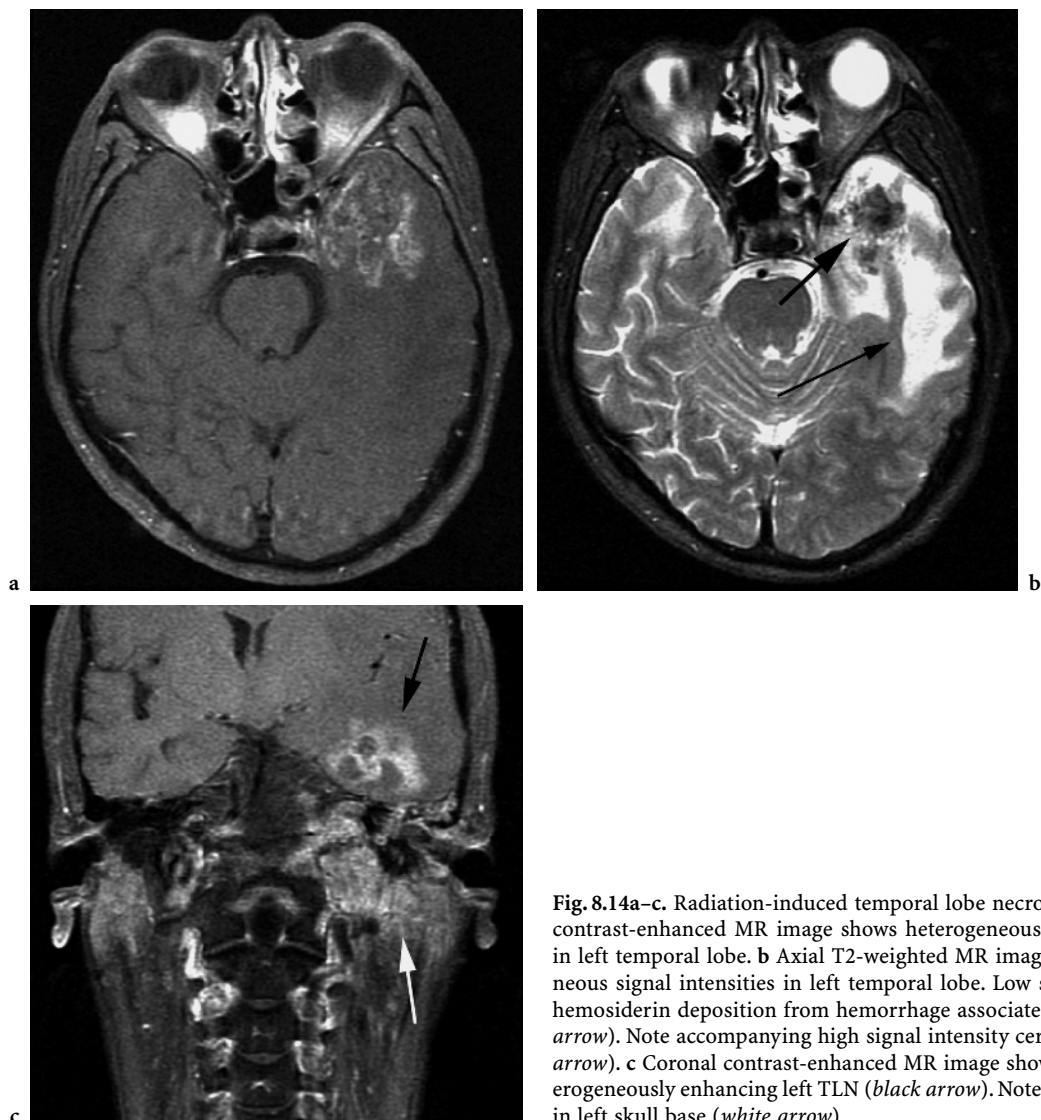 a
b
c
Fig. 8.14a–c. Radiation-induced temporal lobe necro
contrast-enhanced MR image shows heterogeneous
in left temporal lobe. b Axial T2-weighted MR imag
neous signal intensities in left temporal lobe. Low s
hemosiderin deposition from hemorrhage associate
arrow). Note accompanying high signal intensity cer
arrow). c Coronal contrast-enhanced MR image sho
erogeneously enhancing left TLN (black arrow). Note
in left skull base (white arrow)